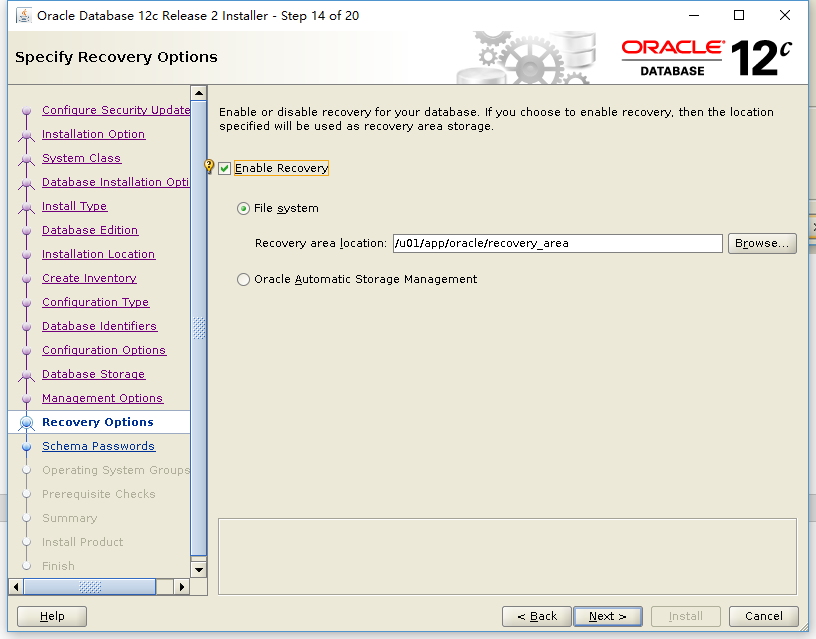 Oracle Database 12c Release 2 Installer - Step 14 of 20
Specify Recovery Options
ORACLE
DATABASE
12c
Configure Security Update
Installation Option
System Class
Database Installation Opti
Install Type
Database Edition
Installation Location
Create Inventory
Configuration Type
Database Identifiers
Configuration Options
Database Storage
Management Options
Recovery Options
Schema Passwords
Operating System Groups
Prerequisite Checks
Summary
Install Product
Finish
Enable or disable recovery for your database. If you choose to enable recovery, then the location
specified will be used as recovery area storage.
Enable Recovery
File system
Recovery area location: /u01/app/oracle/recovery_area Browse...
Oracle Automatic Storage Management
Help < Back Next > Install Cancel